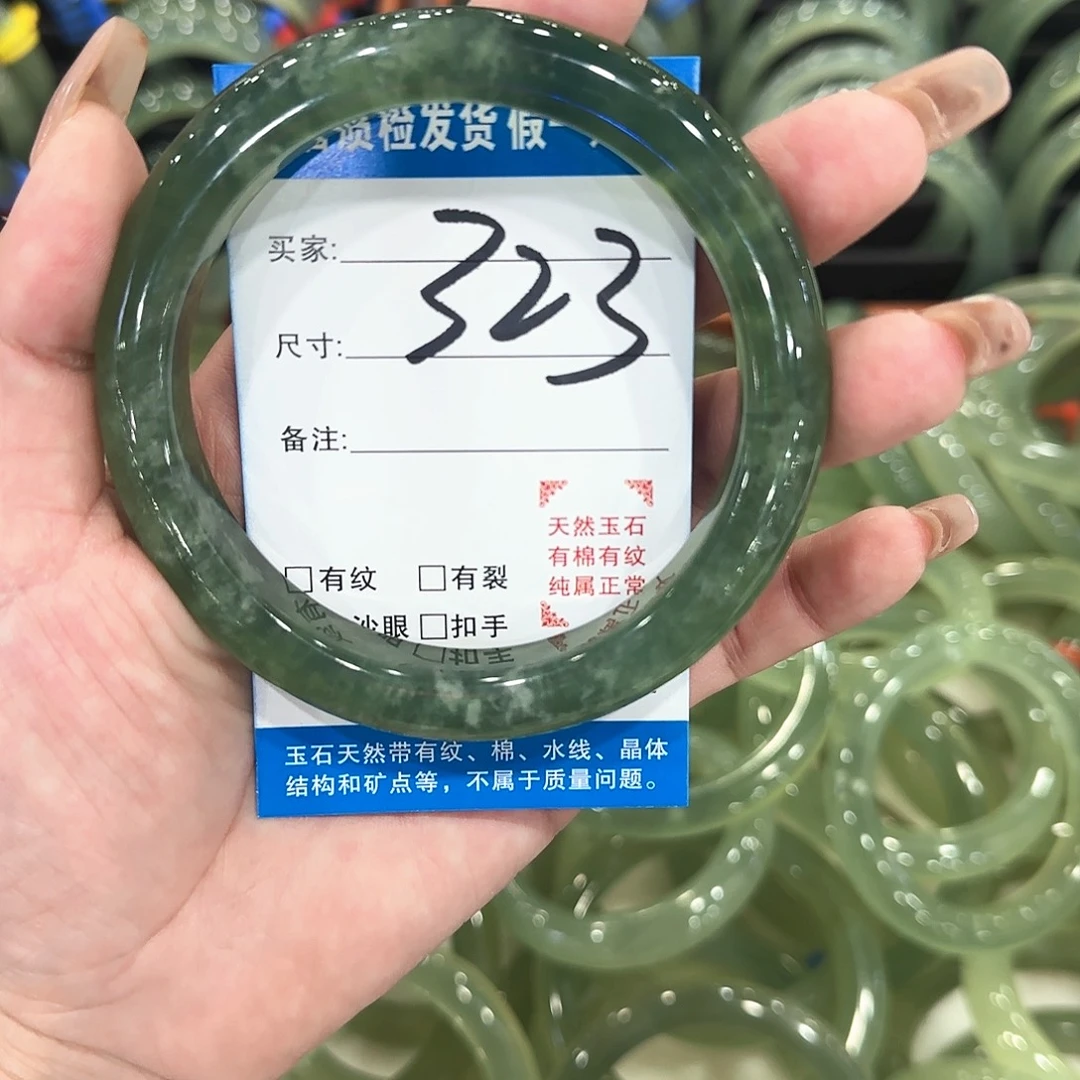 质检发货 假一
买家:
323
尺寸:
备注:
天然玉石
有棉有纹
纯属正常
□有纹 □有裂
沙眼 □扣手
玉石天然带有纹、棉、水线、晶体
结构和矿点等，不属于质量问题。